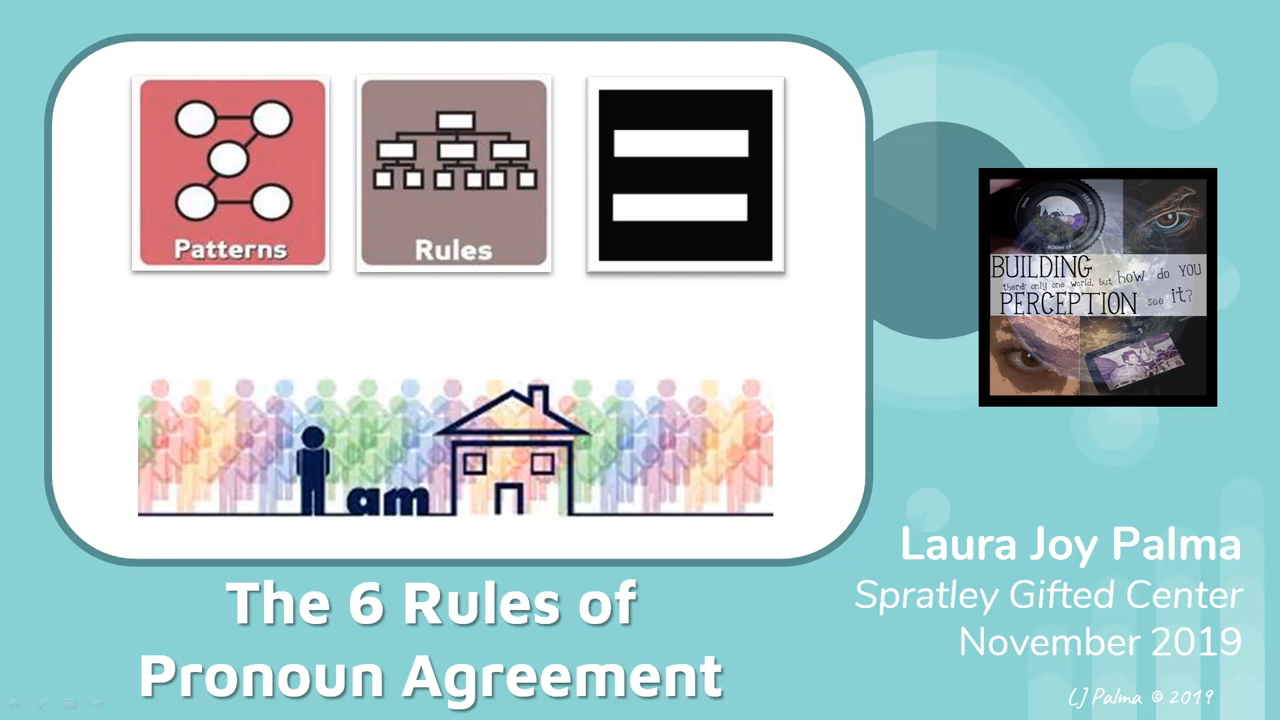 Patterns
Rules
am
BUILDING
there's only one world, but how do YOU
PERCEPTION see it?
Laura Joy Palma
Spratley Gifted Center
November 2019
The 6 Rules of
Pronoun Agreement
LJ Palma © 2019